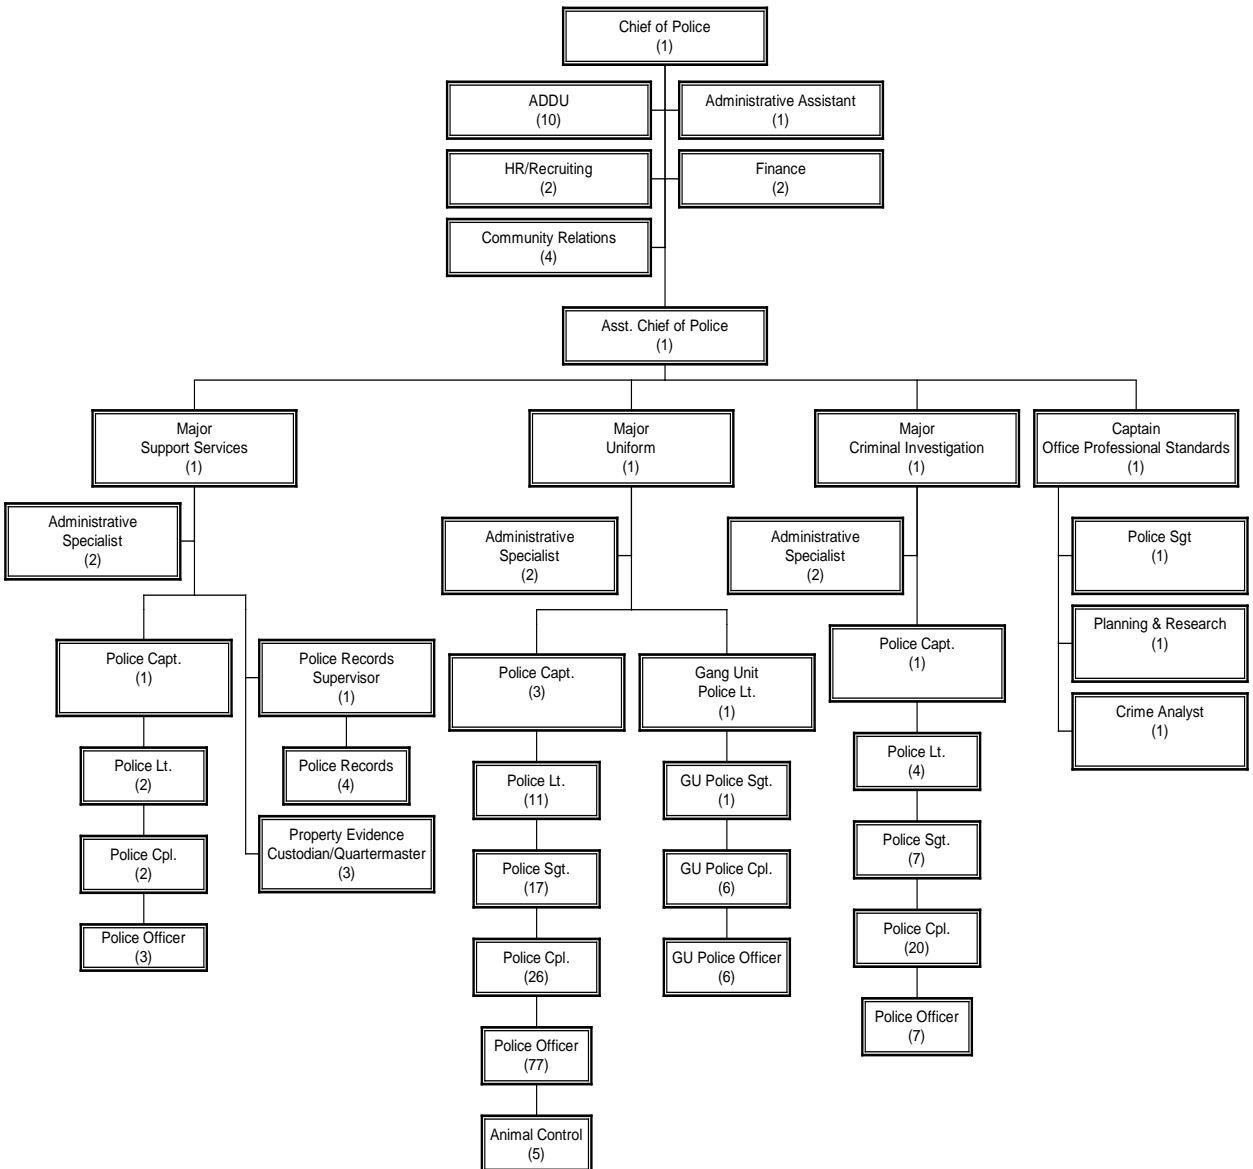 Chief of Police
(1)
ADDU
(10)
Administrative Assistant
(1)
HR/Recruiting
(2)
Finance
(2)
Community Relations
(4)
Asst. Chief of Police
(1)
Major
Support Services
(1)
Major
Uniform
(1)
Major
Criminal Investigation
(1)
Captain
Office Professional Standards
(1)
Administrative
Specialist
(2)
Administrative
Specialist
(2)
Administrative
Specialist
(2)
Police Sgt
(1)
Planning & Research
(1)
Crime Analyst
(1)
Police Capt.
(1)
Police Records
Supervisor
(1)
Police Lt.
(2)
Police Records
(4)
Police Cpl.
(2)
Property Evidence
Custodian/Quartermaster
(3)
Police Officer
(3)
Police Capt.
(3)
Gang Unit
Police Lt.
(1)
Police Lt.
(11)
GU Police Sgt.
(1)
Police Sgt.
(17)
GU Police Cpl.
(6)
Police Cpl.
(26)
GU Police Officer
(6)
Police Officer
(77)
Animal Control
(5)
Police Capt.
(1)
Police Lt.
(4)
Police Sgt.
(7)
Police Cpl.
(20)
Police Officer
(7)